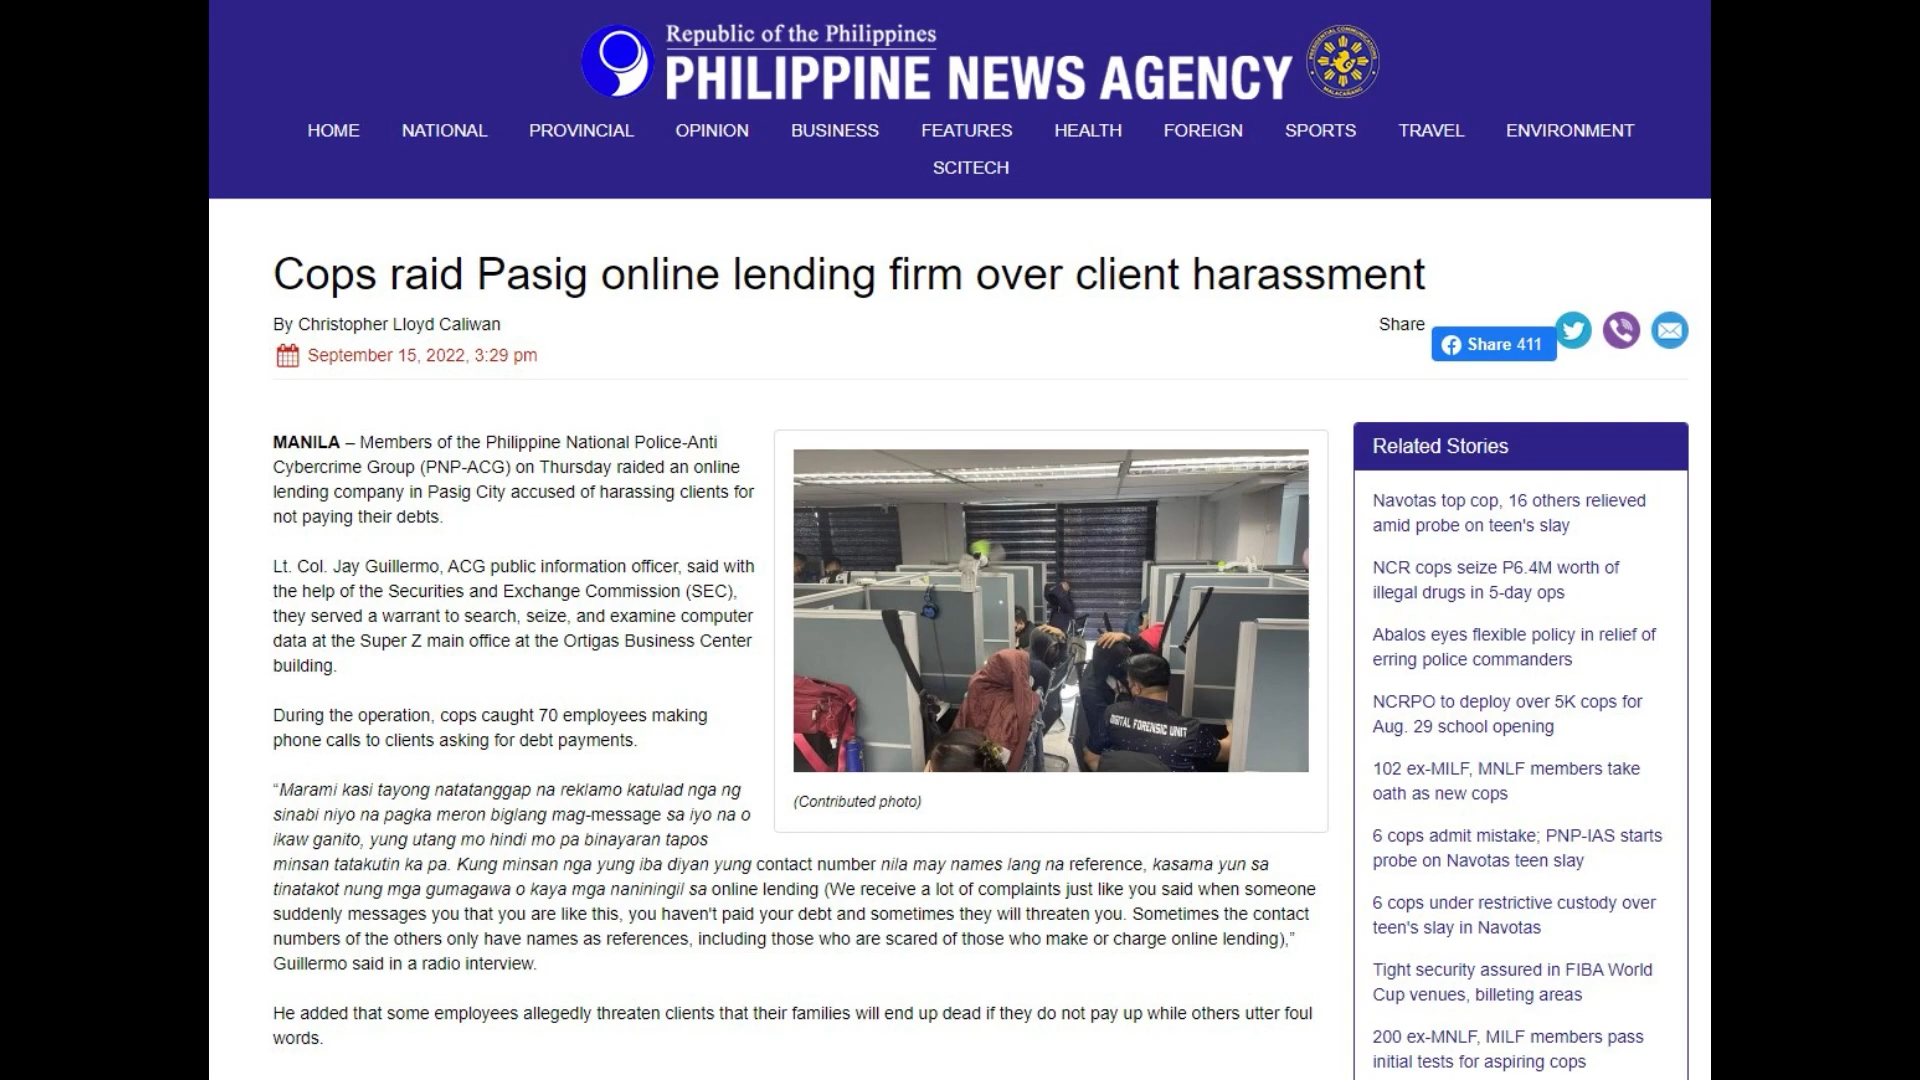 Republic of the Philippines
PHILIPPINE NEWS AGENCY
PRESIDENTIAL COMMUNICATIONS
MALACAÑANG
HOME NATIONAL PROVINCIAL OPINION BUSINESS FEATURES HEALTH FOREIGN SPORTS TRAVEL ENVIRONMENT
SCITECH
Cops raid Pasig online lending firm over client harassment
By Christopher Lloyd Caliwan
September 15, 2022, 3:29 pm
Share
Share 411
MANILA – Members of the Philippine National Police-Anti
Cybercrime Group (PNP-ACG) on Thursday raided an online
lending company in Pasig City accused of harassing clients for
not paying their debts.
Lt. Col. Jay Guillermo, ACG public information officer, said with
the help of the Securities and Exchange Commission (SEC),
they served a warrant to search, seize, and examine computer
data at the Super Z main office at the Ortigas Business Center
building.
During the operation, cops caught 70 employees making
phone calls to clients asking for debt payments.
“Marami kasi tayong natatanggap na reklamo katulad nga ng
sinabi niyo na pagka meron biglang mag-message sa iyo na o
ikaw ganito, yung utang mo hindi mo pa binayaran tapos
minsan tatakutin ka pa. Kung minsan nga yung iba diyan yung contact number nila may names lang na reference, kasama yun sa
tinatakot nung mga gumagawa o kaya mga naniningil sa online lending (We receive a lot of complaints just like you said when someone
suddenly messages you that you are like this, you haven't paid your debt and sometimes they will threaten you. Sometimes the contact
numbers of the others only have names as references, including those who are scared of those who make or charge online lending),”
Guillermo said in a radio interview.
He added that some employees allegedly threaten clients that their families will end up dead if they do not pay up while others utter foul
words.
DIGITAL FORENSIC UNIT
(Contributed photo)
Related Stories
Navotas top cop, 16 others relieved
amid probe on teen's slay
NCR cops seize P6.4M worth of
illegal drugs in 5-day ops
Abalos eyes flexible policy in relief of
erring police commanders
NCRPO to deploy over 5K cops for
Aug. 29 school opening
102 ex-MILF, MNLF members take
oath as new cops
6 cops admit mistake; PNP-IAS starts
probe on Navotas teen slay
6 cops under restrictive custody over
teen's slay in Navotas
Tight security assured in FIBA World
Cup venues, billeting areas
200 ex-MNLF, MILF members pass
initial tests for aspiring cops